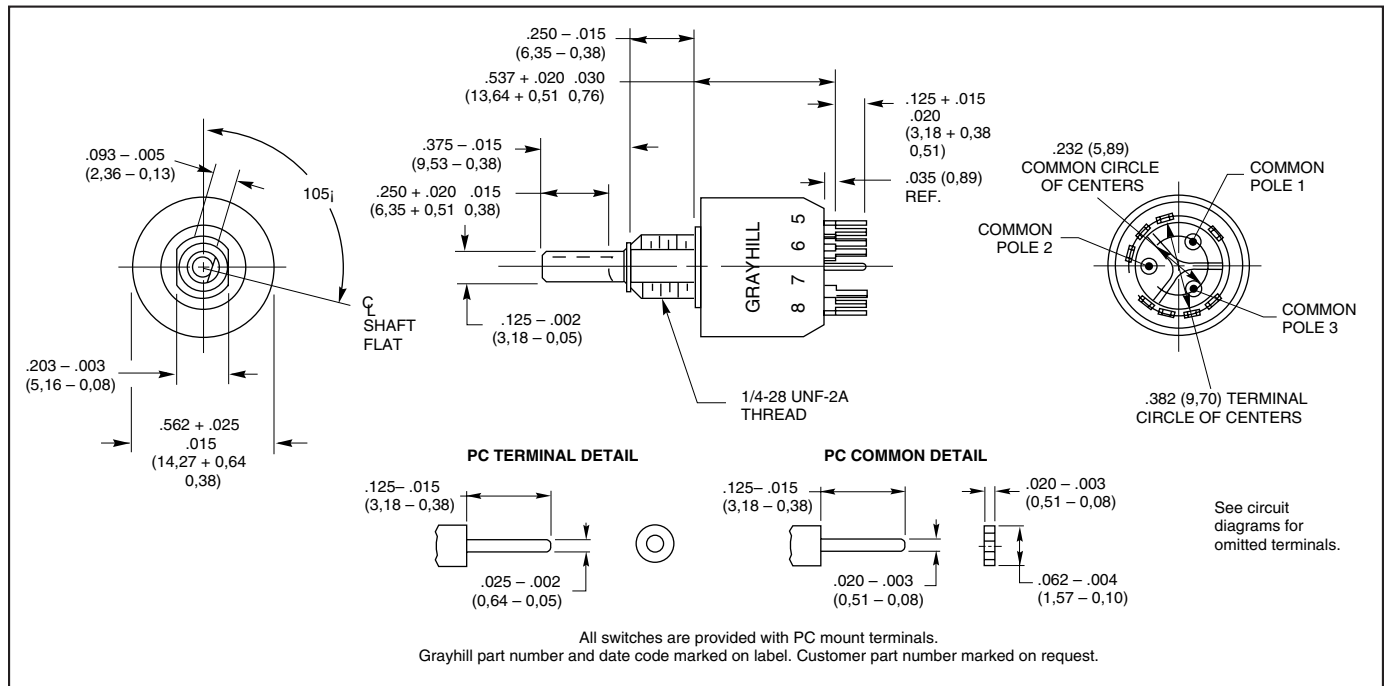 .250 – .015
(6,35 – 0,38)
.537 + .020 .030
(13,64 + 0,51 0,76)
.125 + .015
.020
(3,18 + 0,38
0,51)
.375 – .015
(9,53 – 0,38)
.250 + .020 .015
(6,35 + 0,51 0,38)
.035 (0,89)
REF.
.093 – .005
(2,36 – 0,13)
105¡
.232 (5,89)
COMMON CIRCLE
OF CENTERS
COMMON
POLE 1
COMMON
POLE 2
COMMON
POLE 3
GRAYHILL
5
6
7
8
CL
SHAFT
FLAT
.125 – .002
(3,18 – 0,05)
.203 – .003
(5,16 – 0,08)
.562 + .025
.015
(14,27 + 0,64
0,38)
1/4-28 UNF-2A
THREAD
.382 (9,70) TERMINAL
CIRCLE OF CENTERS
PC TERMINAL DETAIL
.125– .015
(3,18 – 0,38)
.025 – .002
(0,64 – 0,05)
PC COMMON DETAIL
.125– .015
(3,18 – 0,38)
.020 – .003
(0,51 – 0,08)
.020 – .003
(0,51 – 0,08)
.062 – .004
(1,57 – 0,10)
See circuit
diagrams for
omitted terminals.
All switches are provided with PC mount terminals.
Grayhill part number and date code marked on label. Customer part number marked on request.